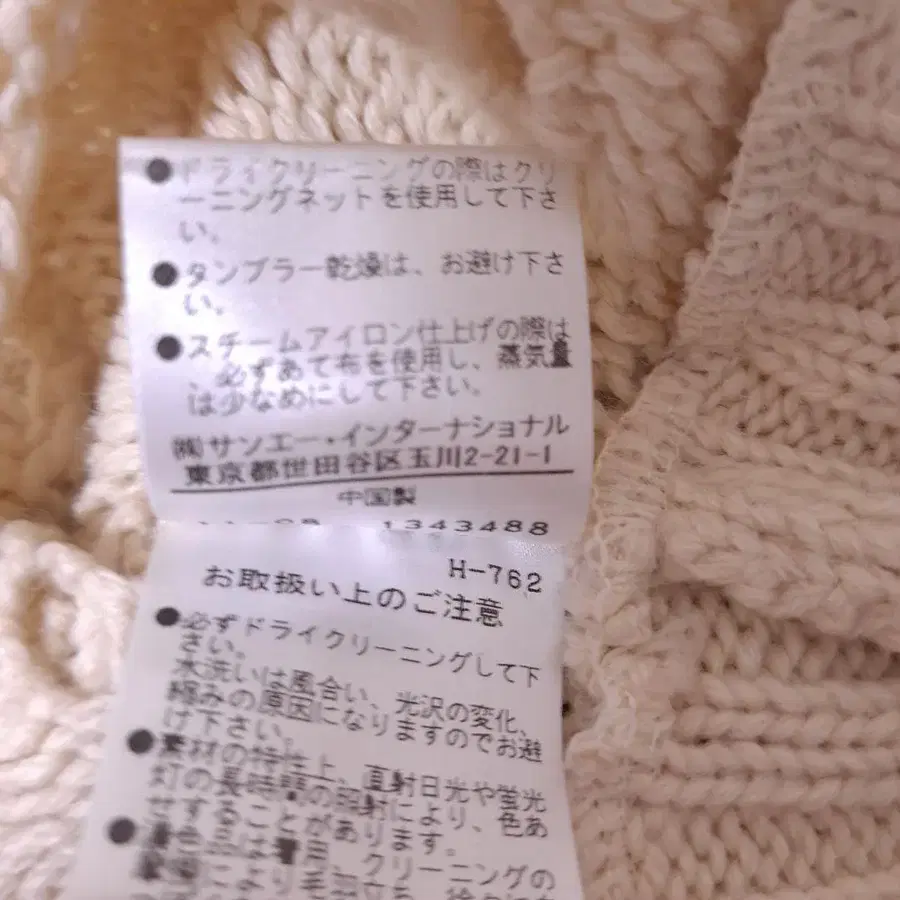 ●ドライクリーニングの際はクリ
ーニングネットを使用して下さ
い。
●タンブラー乾燥は、お避け下さ
い。
●スチームアイロン仕上げの際は
、必ずあて布を使用し、蒸気量
は少なめにして下さい。
㈱サンエー・インターナショナル
東京都世田谷区玉川2-21-1
中国製
1343488
H-762
お取扱い上のご注意
●必ずドライクリーニングして下
さい。
水洗いは風合い、光沢の変化、
縮みの原因になりますのでお避
け下さい。
●素材の特性上、直射日光や蛍光
灯の長時間の照射により、色あ
せすることがあります。
クリーニングの